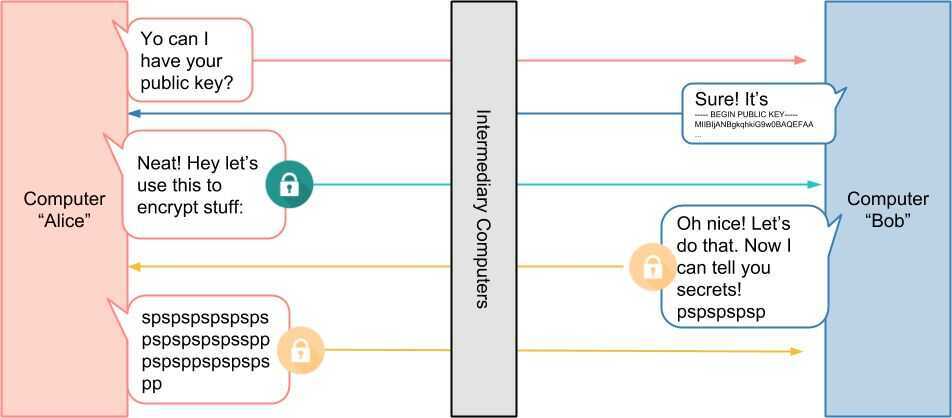 Yo can I
have your
public key?
Sure! It's
----- BEGIN PUBLIC KEY-----
MIIBIjANBgkqhkiG9w0BAQEFAA
...
Neat! Hey let's
use this to
encrypt stuff:
Computer
“Alice”
Intermediary Computers
Computer
“Bob”
Oh nice! Let's
do that. Now I
can tell you
secrets!
pspspspsp
spspspspspsps
pspspspspsspp
pspsppspspsps
pp